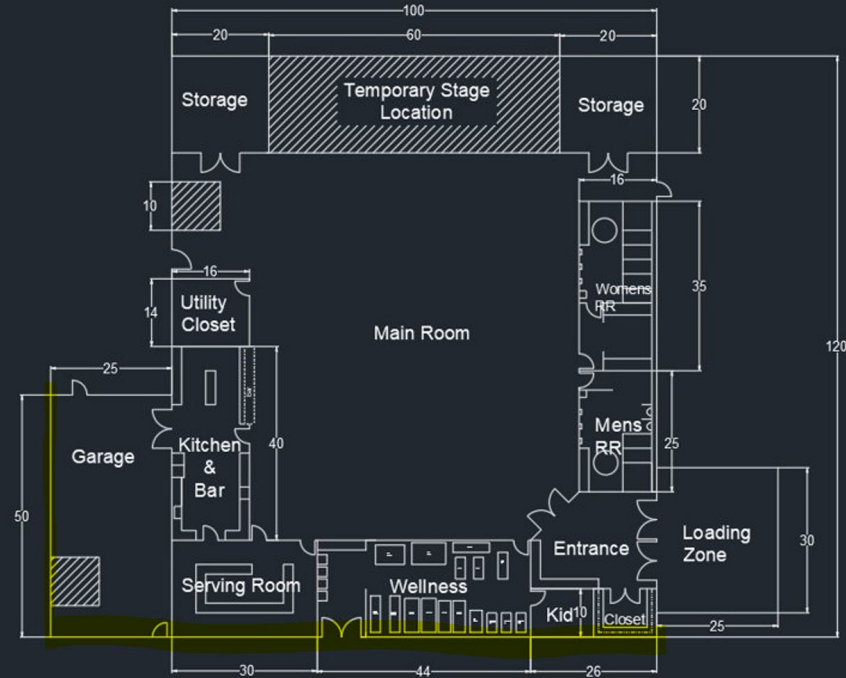 100
20
60
20
Storage
Temporary Stage
Location
Storage
20
16
10
16
Womens
RR
35
14
Utility
Closet
Main Room
120
25
Garage
Kitchen
&
Bar
40
Mens
RR
25
50
Entrance
Loading
Zone
30
Serving Room
Wellness
Kid
10
Closet
25
30
44
26